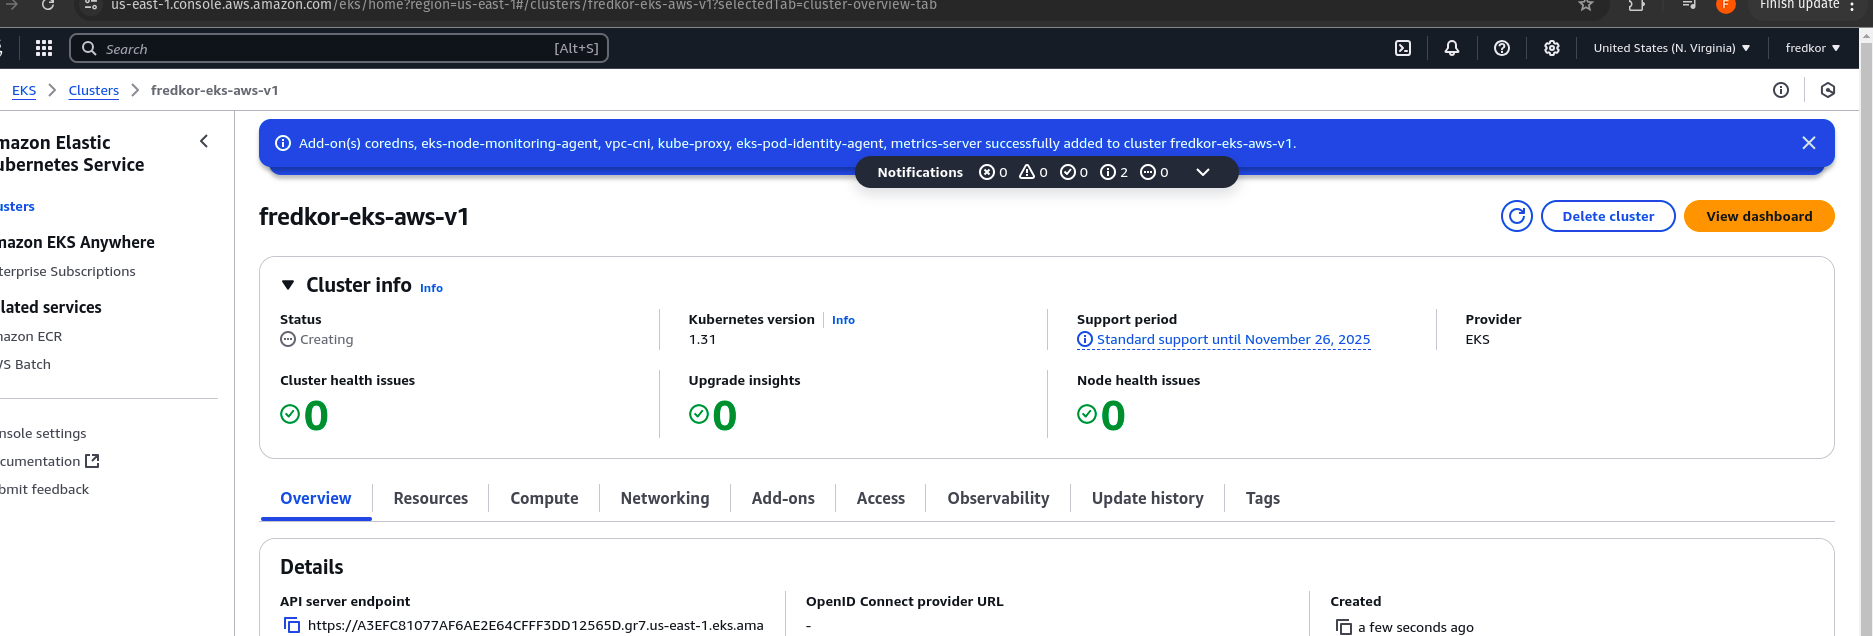 us-east-1.console.aws.amazon.com/eks/home?region=us-east-1#/clusters/fredkor-eks-aws-v1?selectedTab=cluster-overview-tab
F
Finish update
Search
[Alt+S]
United States (N. Virginia)
fredkor
EKS
Clusters
fredkor-eks-aws-v1
mazon Elastic
ubernetes Service
usters
mazon EKS Anywhere
terprise Subscriptions
lated services
mazon ECR
VS Batch
nsole settings
cumentation
bmit feedback
Add-on(s) coredns, eks-node-monitoring-agent, vpc-cni, kube-proxy, eks-pod-identity-agent, metrics-server successfully added to cluster fredkor-eks-aws-v1.
Notifications 0 0 0 2 0
fredkor-eks-aws-v1
Delete cluster
View dashboard
Cluster info Info
Status
Creating
Kubernetes version Info
1.31
Support period
Standard support until November 26, 2025
Provider
EKS
Cluster health issues
0
Upgrade insights
0
Node health issues
0
Overview Resources Compute Networking Add-ons Access Observability Update history Tags
Details
API server endpoint
https://A3EFC81077AF6AE2E64CFFF3DD12565D.gr7.us-east-1.eks.ama
OpenID Connect provider URL
-
Created
a few seconds ago